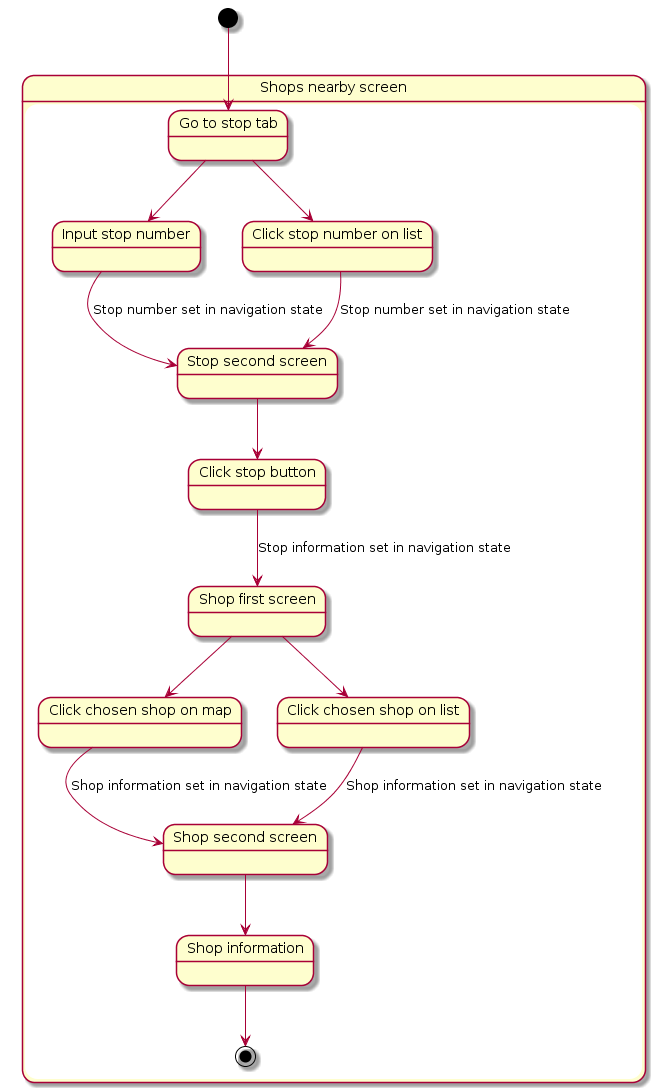 Shops nearby screen
Go to stop tab
Input stop number
Click stop number on list
Stop number set in navigation state
Stop number set in navigation state
Stop second screen
Click stop button
Stop information set in navigation state
Shop first screen
Click chosen shop on map
Click chosen shop on list
Shop information set in navigation state
Shop information set in navigation state
Shop second screen
Shop information